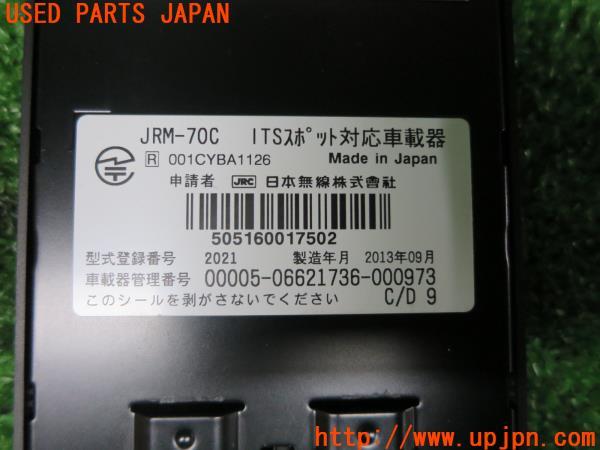 USED PARTS JAPAN
JRM-70C ITSｽﾎﾟｯﾄ対応車載器
R 001CYBA1126 Made in Japan
申請者 JRC 日本無線株式會社
505160017502
型式登録番号 2021 製造年月 2013年09月
車載器管理番号 00005-06621736-000973
このシールを剥がさないでください C/D 9
http://www.upjpn.com/